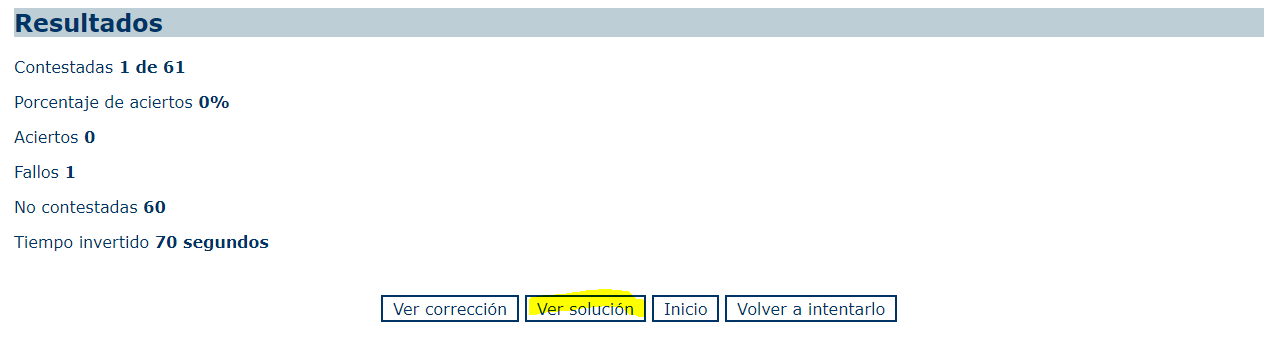 Resultados
Contestadas 1 de 61
Porcentaje de aciertos 0%
Aciertos 0
Fallos 1
No contestadas 60
Tiempo invertido 70 segundos
Ver corrección Ver solución Inicio Volver a intentarlo